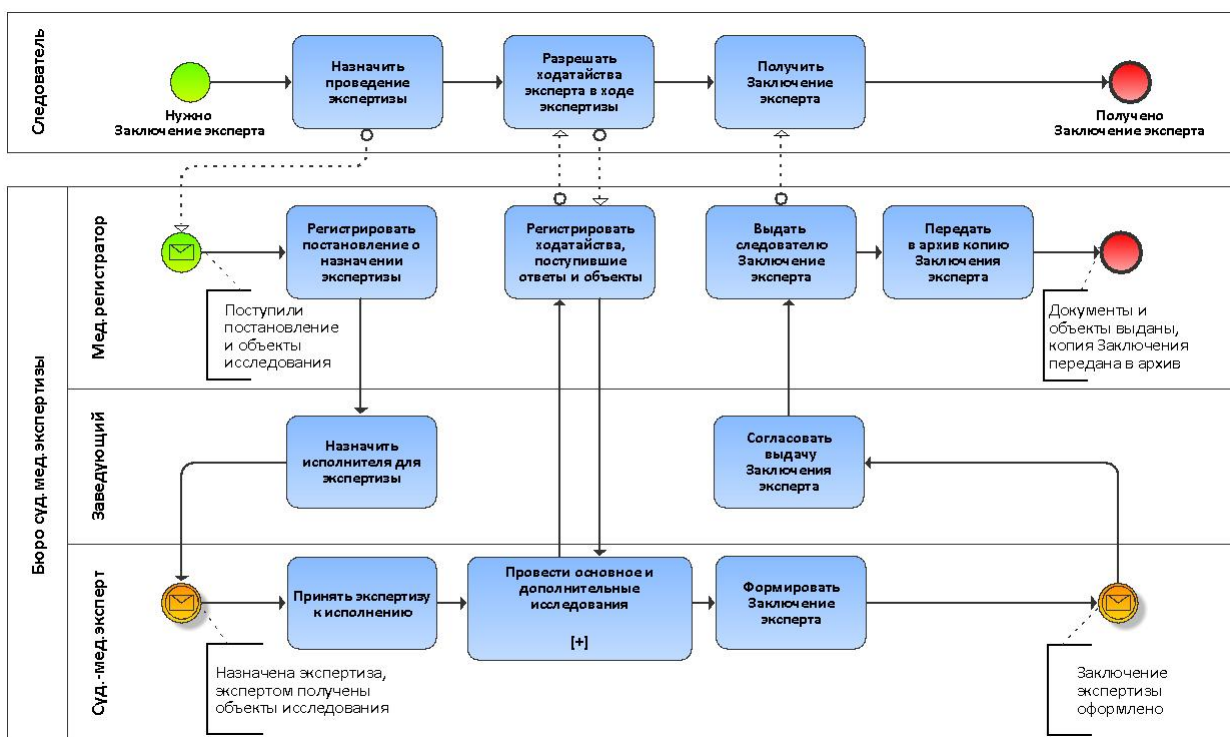 Следователь
Назначить
проведение
экспертизы
Разрешать
ходатайства
эксперта в ходе
экспертизы
Получить
Заключение
эксперта
Нужно
Заключение эксперта
Получено
Заключение эксперта
Бюро суд.мед.экспертизы
Мед.регистратор
Регистрировать
постановление о
назначении
экспертизы
Регистрировать
ходатайства,
поступившие
ответы и объекты
Выдать
следователю
Заключение
эксперта
Передать
в архив копию
Заключения
эксперта
Поступили
постановление
и объекты
исследования
Документы и
объекты выданы,
копия Заключения
передана в архив
Заведующий
Назначить
исполнителя для
экспертизы
Согласовать
выдачу
Заключения
эксперта
Суд.-мед.эксперт
Принять экспертизу
к исполнению
Провести основное и
дополнительные
исследования
[+]
Формировать
Заключение
эксперта
Назначена экспертиза,
экспертом получены
объекты исследования
Заключение
экспертизы
оформлено